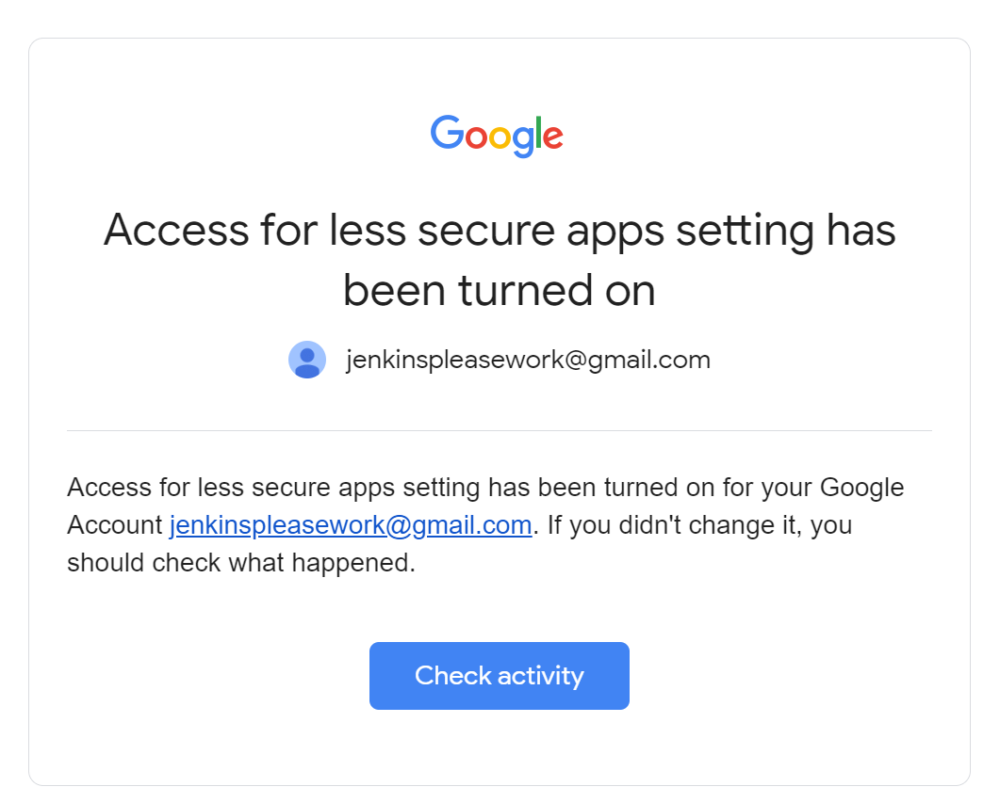 Google
Access for less secure apps setting has
been turned on
jenkinspleasework@gmail.com
Access for less secure apps setting has been turned on for your Google
Account jenkinspleasework@gmail.com. If you didn't change it, you
should check what happened.
Check activity